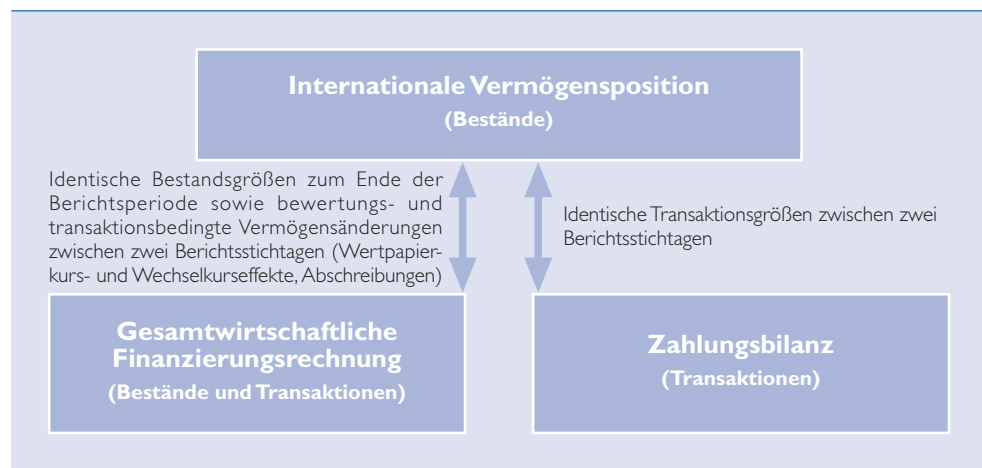 Internationale Vermögensposition
(Bestände)
Identische Bestandsgrößen zum Ende der
Berichtsperiode sowie bewertungs- und
transaktionsbedingte Vermögensänderungen
zwischen zwei Berichtsstichtagen (Wertpapier-
kurs- und Wechselkurseffekte, Abschreibungen)
Identische Transaktionsgrößen zwischen zwei
Berichtsstichtagen
Gesamtwirtschaftliche
Finanzierungsrechnung
(Bestände und Transaktionen)
Zahlungsbilanz
(Transaktionen)